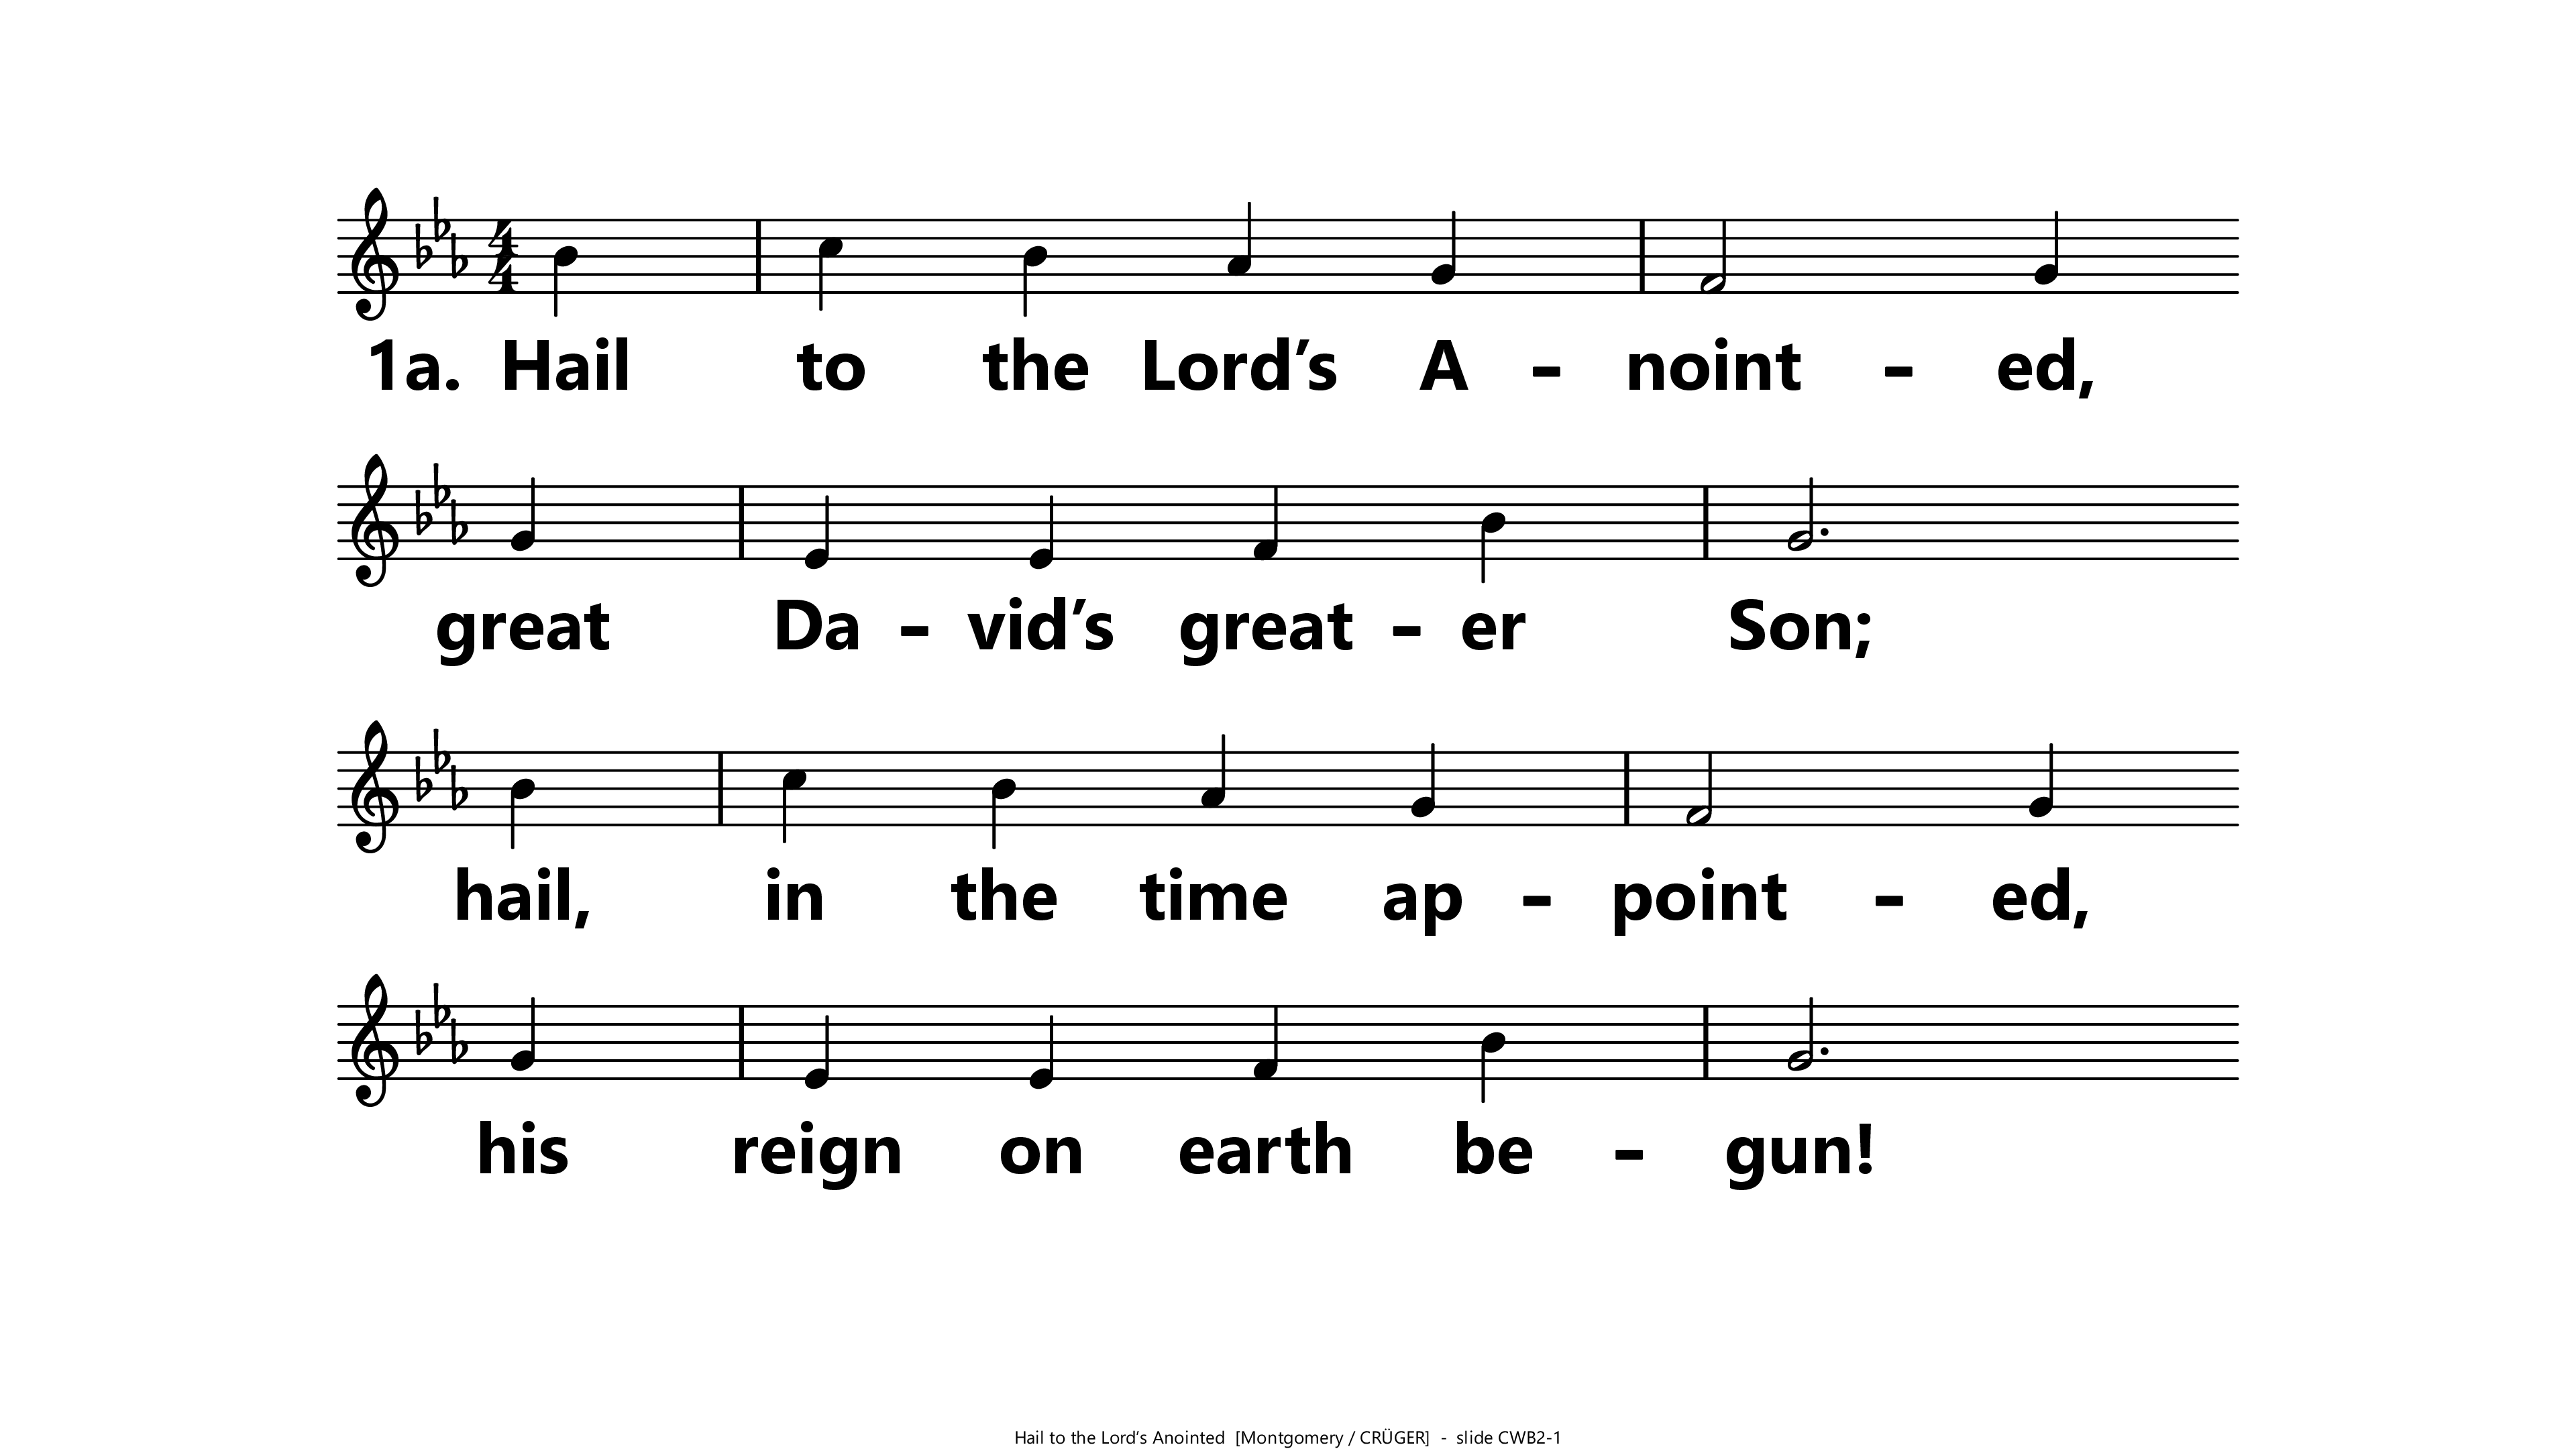 1a. Hail to the Lord’s A - noint - ed,
great Da - vid’s great - er Son;
hail, in the time ap - point - ed,
his reign on earth be - gun!
Hail to the Lord’s Anointed [Montgomery / CRÜGER] - slide CWB2-1